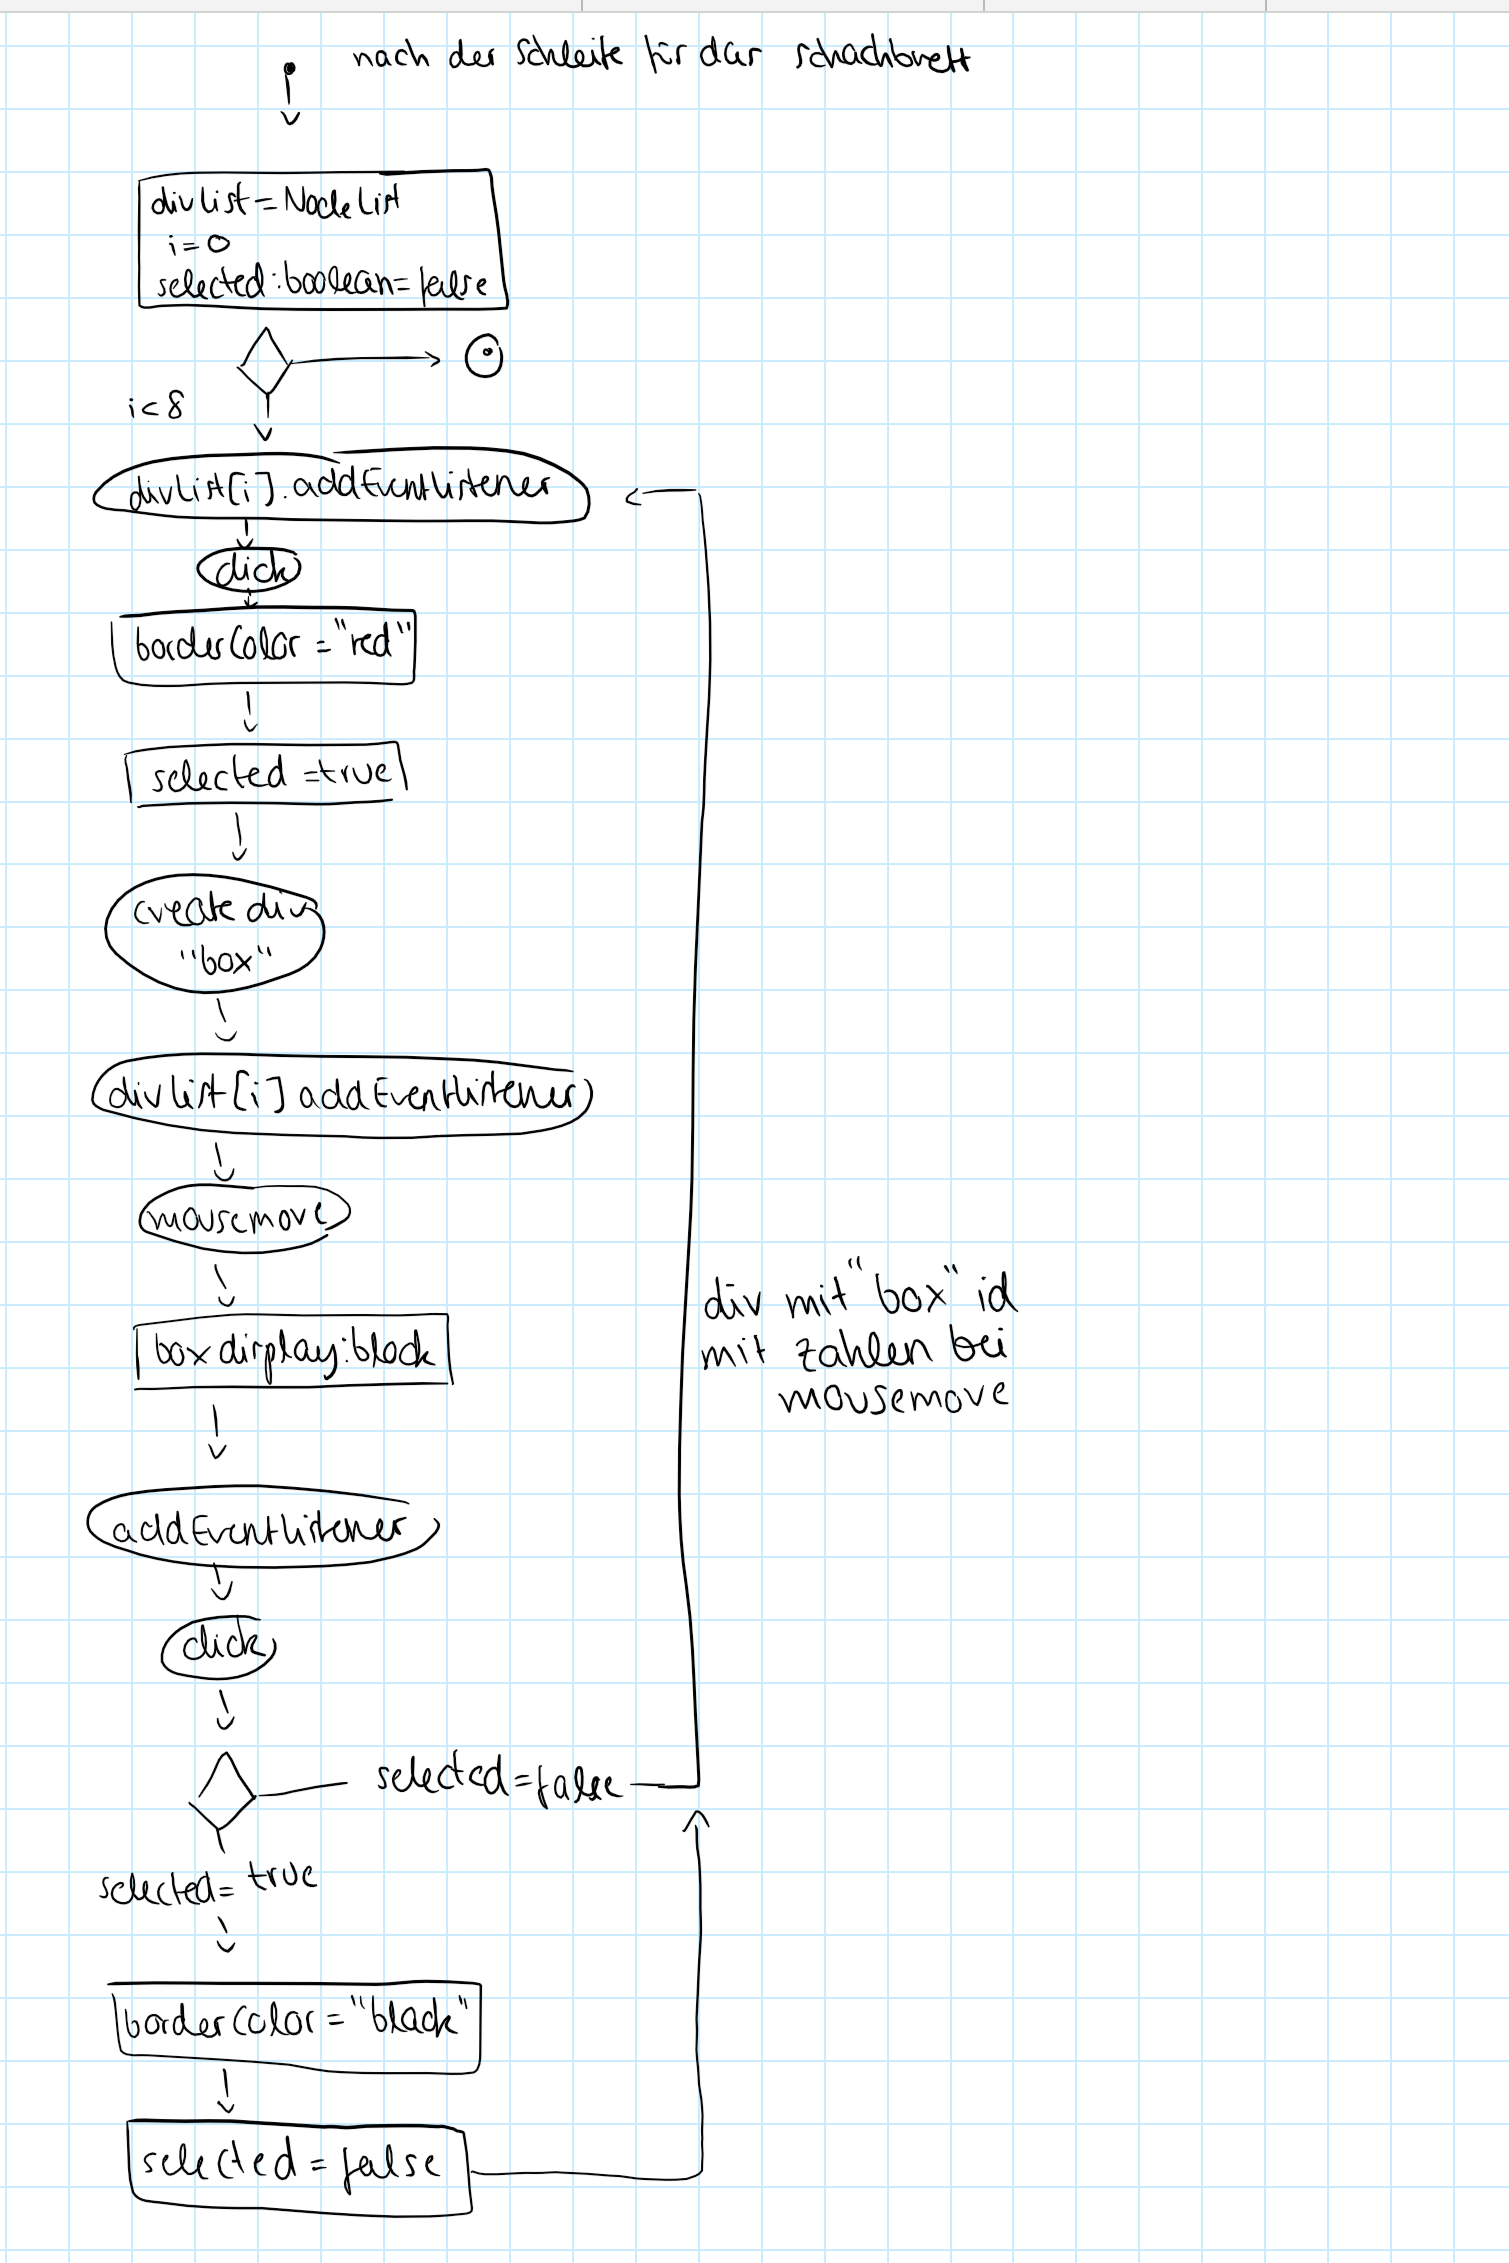 nach der Schleife für das schachbrett
divList = NodeList
i = 0
selected : boolean = false
i < 8
divList[i].addEventListener
click
borderColor = "red"
selected = true
create div
"box"
divList[i] addEventListener
mousemove
div mit "box" id
mit zahlen bei
mousemove
box display: block
addEventListener
click
selected = false
selected = true
borderColor = "black"
selected = false